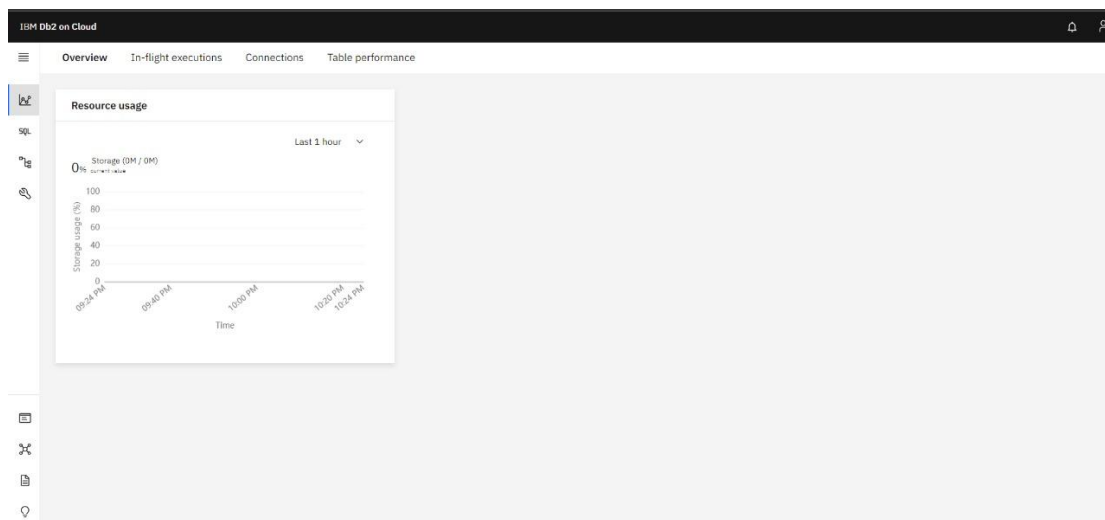 IBM Db2 on Cloud
Overview In-flight executions Connections Table performance
Resource usage
SQL
Last 1 hour
0% Storage (0M / 0M)
current value
100
80
60
40
20
0
Storage usage (%)
09:24 PM 09:40 PM 10:00 PM 10:20 PM 10:24 PM
Time